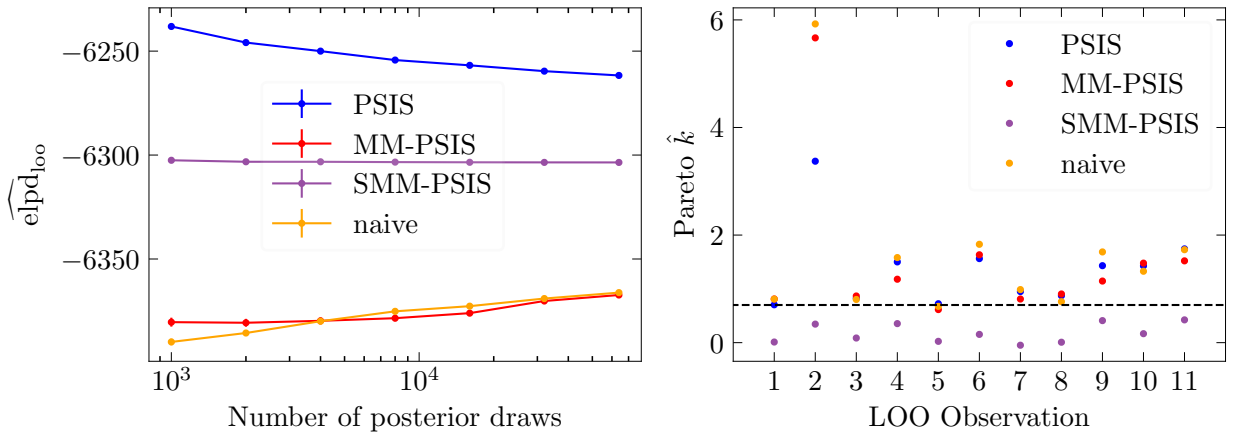 −6250
−6300
−6350
elpd_loo
10^3
10^4
Number of posterior draws
PSIS
MM-PSIS
SMM-PSIS
naive
6
4
2
0
Pareto k̂
1 2 3 4 5 6 7 8 9 10 11
LOO Observation
PSIS
MM-PSIS
SMM-PSIS
naive